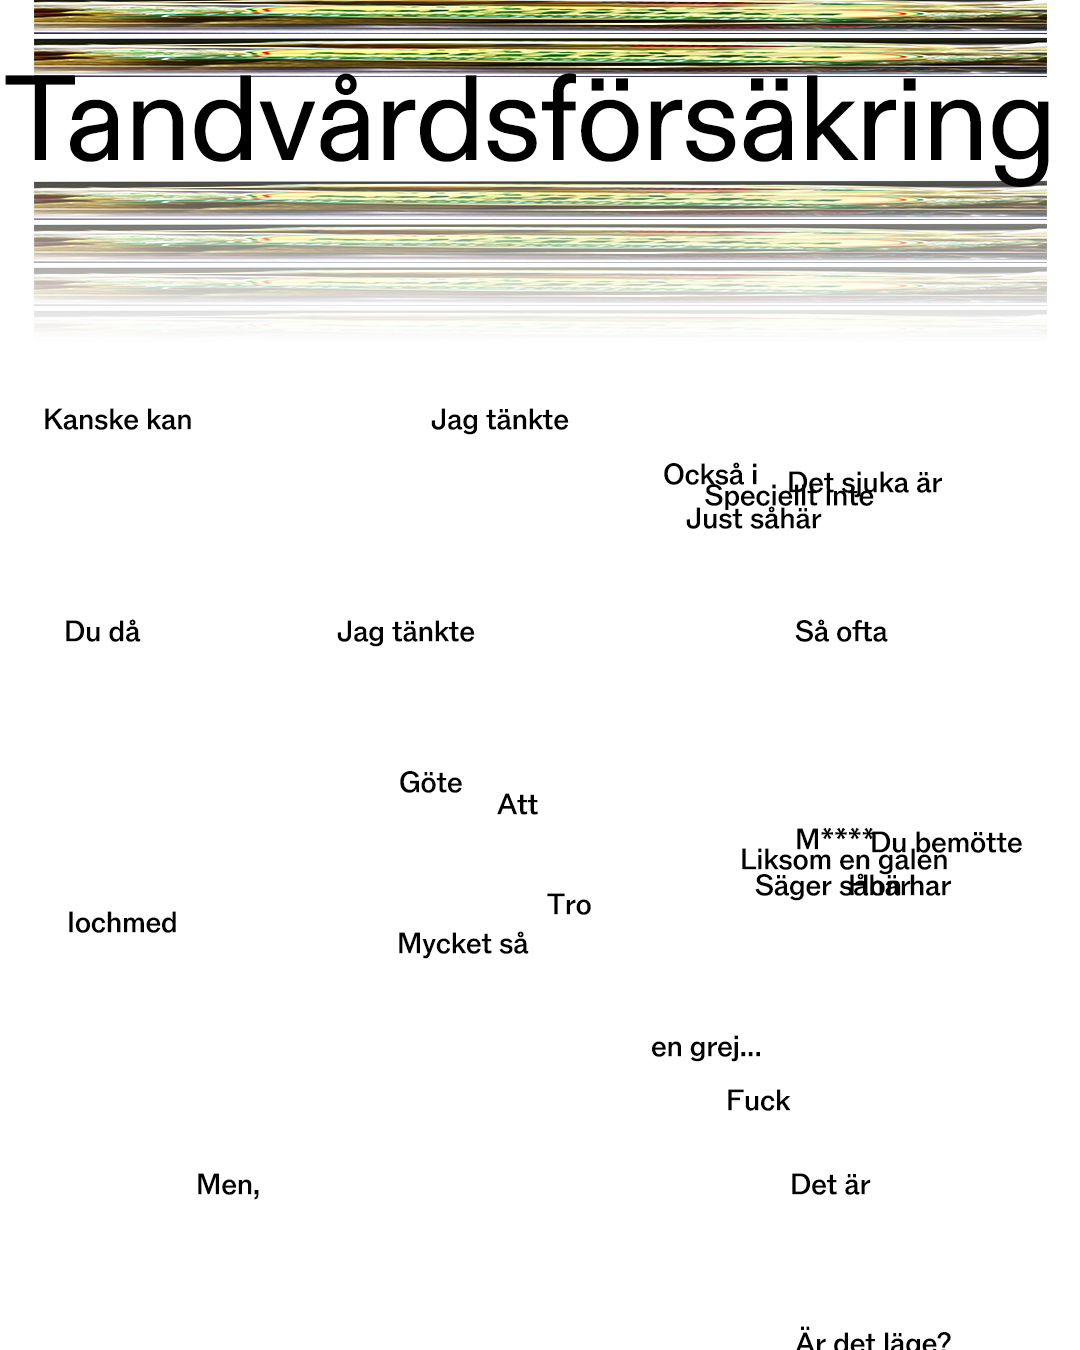 Tandvårdsförsäkring
Kanske kan
Jag tänkte
Också i
Det sjuka är
Speciellt inte
Just såhär
Du då
Jag tänkte
Så ofta
Göte
Att
M****
Du bemötte
Liksom en galen
Säger såhär
Hon har
Tro
lochmed
Mycket så
en grej...
Fuck
Men,
Det är
Är det läge?